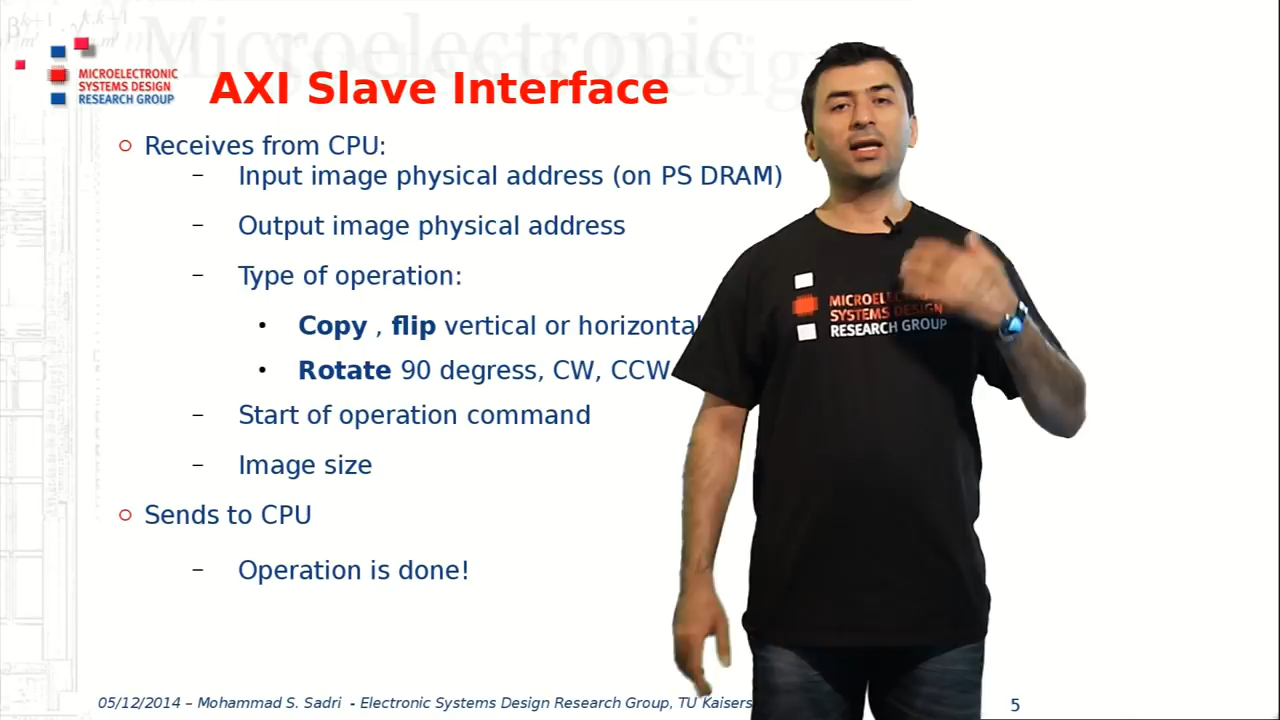 MICROELECTRONIC
SYSTEMS DESIGN
RESEARCH GROUP
AXI Slave Interface
Receives from CPU:
– Input image physical address (on PS DRAM)
– Output image physical address
– Type of operation:
• Copy , flip vertical or horizontal
• Rotate 90 degress, CW, CCW
– Start of operation command
– Image size
Sends to CPU
– Operation is done!
SYSTEMS DESIGN
RESEARCH GROUP
05/12/2014 – Mohammad S. Sadri - Electronic Systems Design Research Group, TU Kaisers
5